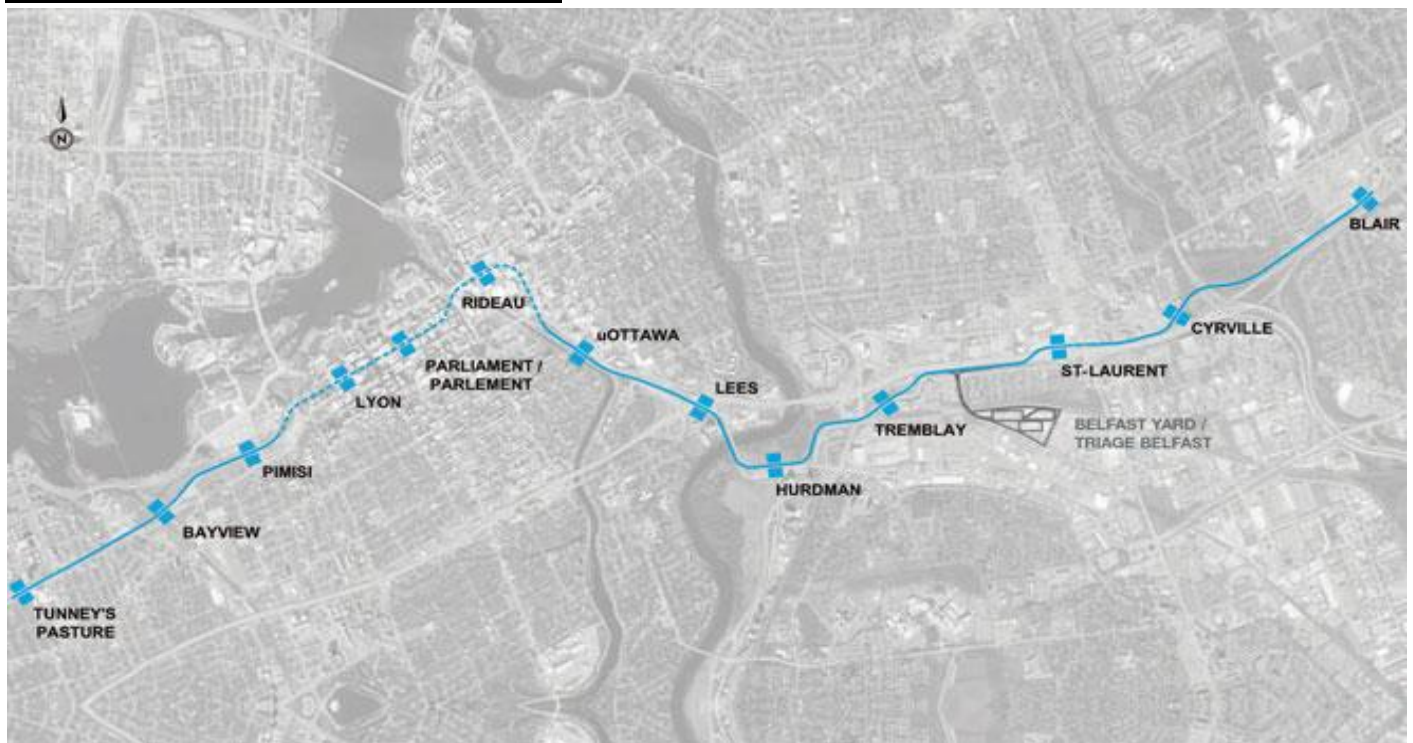 N
BLAIR
RIDEAU
CYRVILLE
uOTTAWA
PARLIAMENT /
PARLEMENT
ST-LAURENT
LEES
LYON
BELFAST YARD /
TRIAGE BELFAST
TREMBLAY
PIMISI
HURDMAN
BAYVIEW
TUNNEY'S
PASTURE